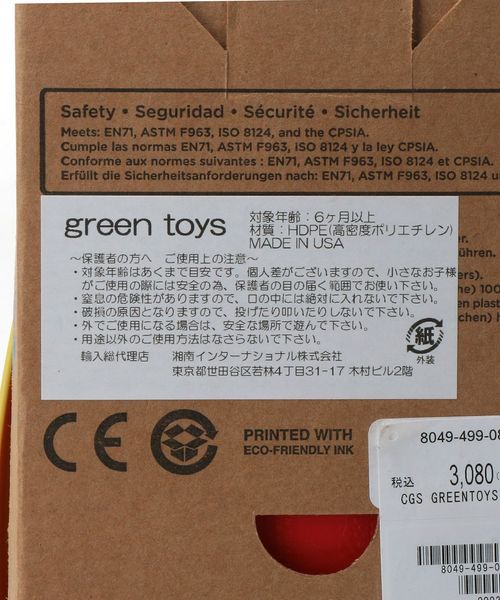 Safety • Seguridad • Sécurité • Sicherheit
Meets: EN71, ASTM F963, ISO 8124, and the CPSIA.
Cumple las normas EN71, ASTM F963, ISO 8124 y la ley CPSIA.
Conforme aux normes suivantes : EN71, ASTM F963, ISO 8124 et CPSIA.
Erfüllt die Sicherheitsanforderungen nach: EN71, ASTM F963, ISO 8124 u
green toys
対象年齢：6ヶ月以上
材質：HDPE(高密度ポリエチレン)
MADE IN USA
～保護者の方へ ご使用上の注意～
・対象年齢はあくまで目安です。個人差がございますので、小さなお子様
がご使用の際には安全の為、保護者の目の届く範囲でお使い下さい。
・窒息の危険性がありますので、口の中には絶対に入れないで下さい。
・破損の原因となりますので、投げたり叩いたりしないで下さい。
・外でご使用になる場合は、安全な場所で遊んで下さい。
・用途以外のご使用方法はなさらないで下さい。
輸入総代理店 湘南インターナショナル株式会社
東京都世田谷区若林4丁目31-17 木村ビル2階
紙
外装
ühren.
ers).
he) 100
en plast
chen) h
CE
PRINTED WITH
ECO-FRIENDLY INK
8049-499-08
税込 3,080
CGS GREENTOYS
8049-499-0